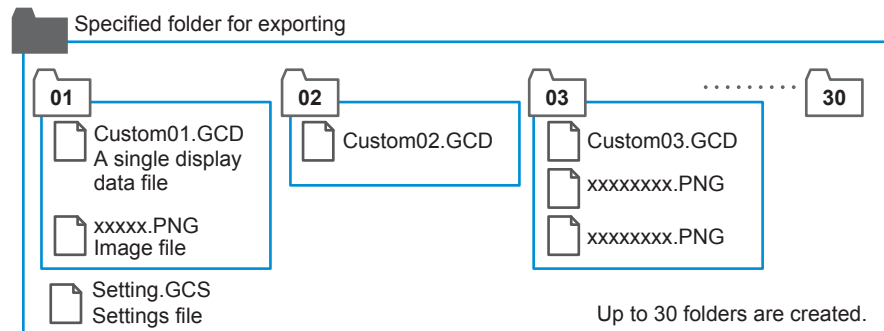 Specified folder for exporting
01
Custom01.GCD
A single display
data file
xxxxx.PNG
Image file
02
Custom02.GCD
03
Custom03.GCD
xxxxxxxx.PNG
xxxxxxxx.PNG
30
Setting.GCS
Settings file
Up to 30 folders are created.